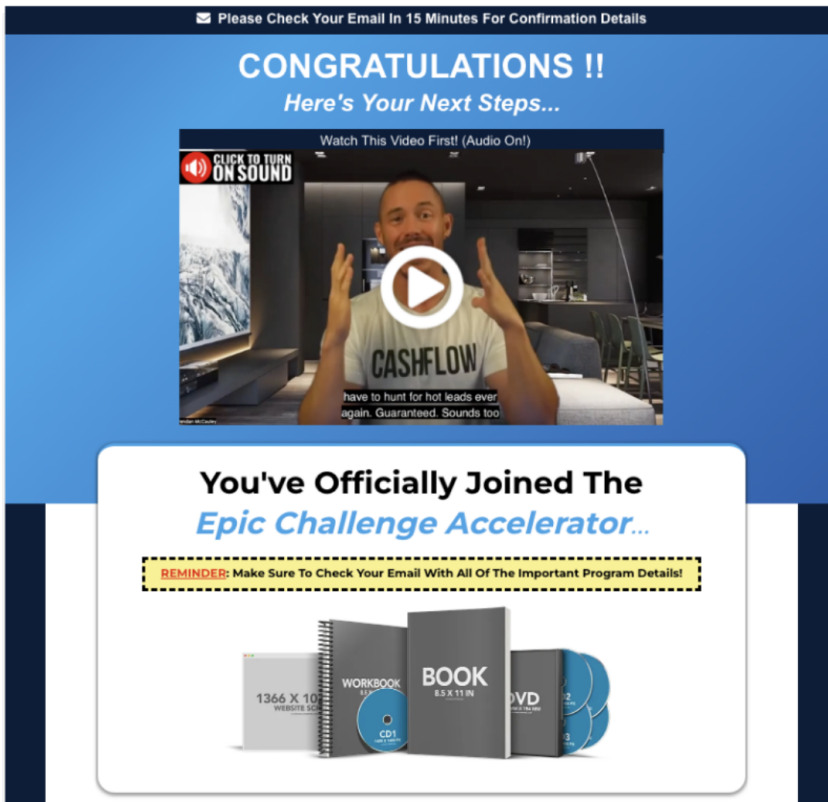 Please Check Your Email In 15 Minutes For Confirmation Details
CONGRATULATIONS !!
Here's Your Next Steps...
Watch This Video First! (Audio On!)
CLICK TO TURN
ON SOUND
CASHFLOW
have to hunt for hot leads ever
again. Guaranteed. Sounds too
McCauley
You've Officially Joined The
Epic Challenge Accelerator...
REMINDER: Make Sure To Check Your Email With All Of The Important Program Details!
1366 X 10
WEBSITE SC
WORKBOOK
8.5 X
CD1
BOOK
8.5 X 11 IN
DVD